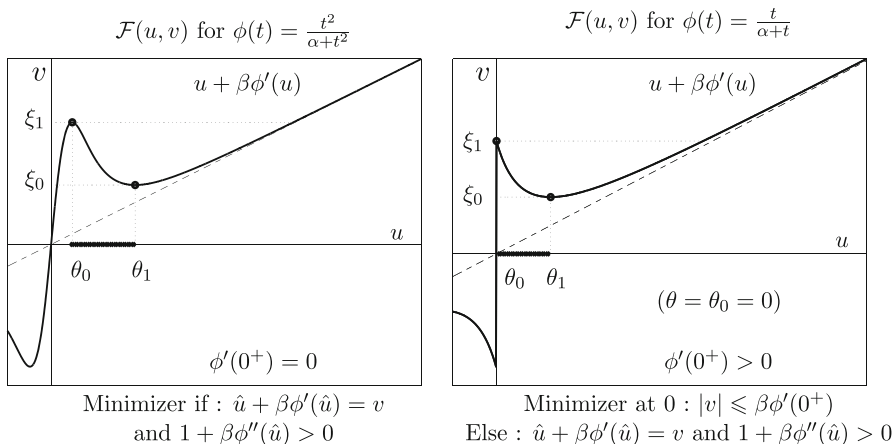 𝓕(u, v) for ϕ(t) = t²/(α+t²)
v
u + βϕ′(u)
ξ₁
ξ₀
u
θ₀ θ₁
ϕ′(0⁺) = 0
Minimizer if : û + βϕ′(û) = v
and 1 + βϕ″(û) > 0
𝓕(u, v) for ϕ(t) = t/(α+t)
v
u + βϕ′(u)
ξ₁
ξ₀
u
θ₀ θ₁
(θ = θ₀ = 0)
ϕ′(0⁺) > 0
Minimizer at 0 : |v| ⩽ βϕ′(0⁺)
Else : û + βϕ′(û) = v and 1 + βϕ″(û) > 0